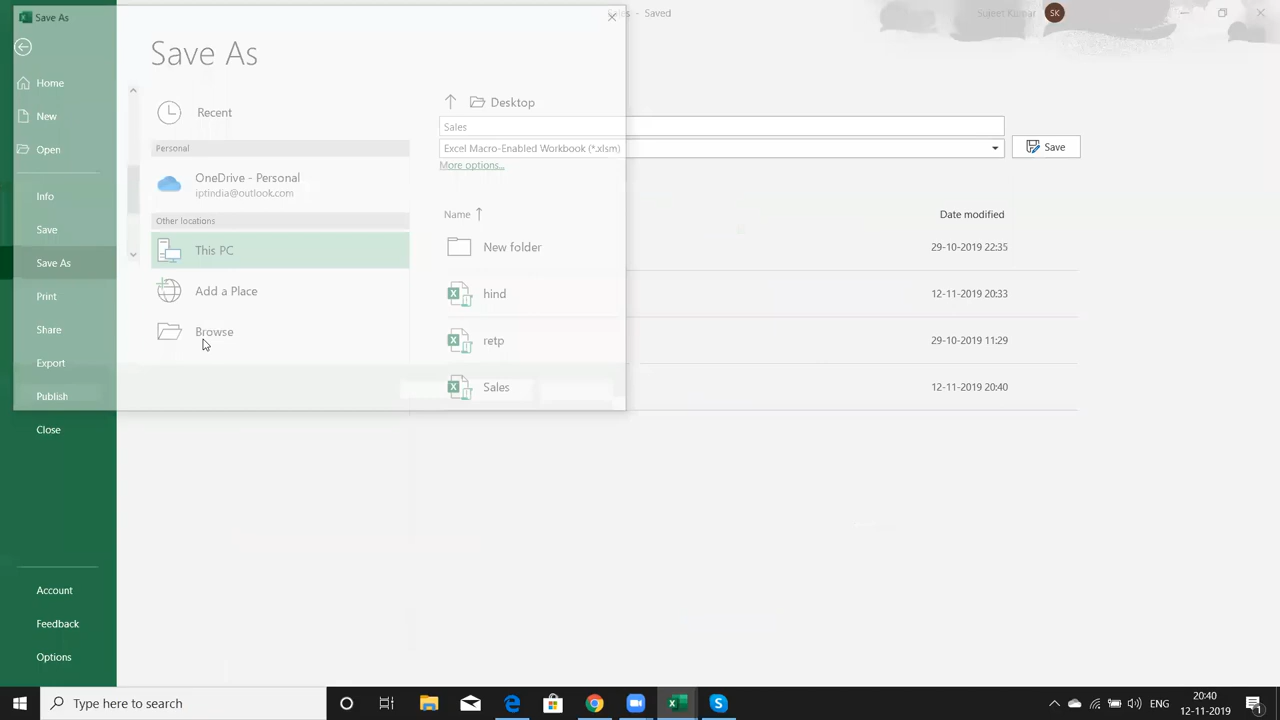 Save As
Sales - Saved
Sujeet Kumar
SK
Save As
Home
New
Open
Info
Save
Save As
Print
Share
Export
Publish
Close
Account
Feedback
Options
Recent
Personal
OneDrive - Personal
iptindia@outlook.com
Other locations
This PC
Add a Place
Browse
Desktop
Sales
Excel Macro-Enabled Workbook (*.xlsm)
Save
More options...
Name
Date modified
New folder
29-10-2019 22:35
hind
12-11-2019 20:33
retp
29-10-2019 11:29
Sales
12-11-2019 20:40
Type here to search
ENG
20:40
12-11-2019
1